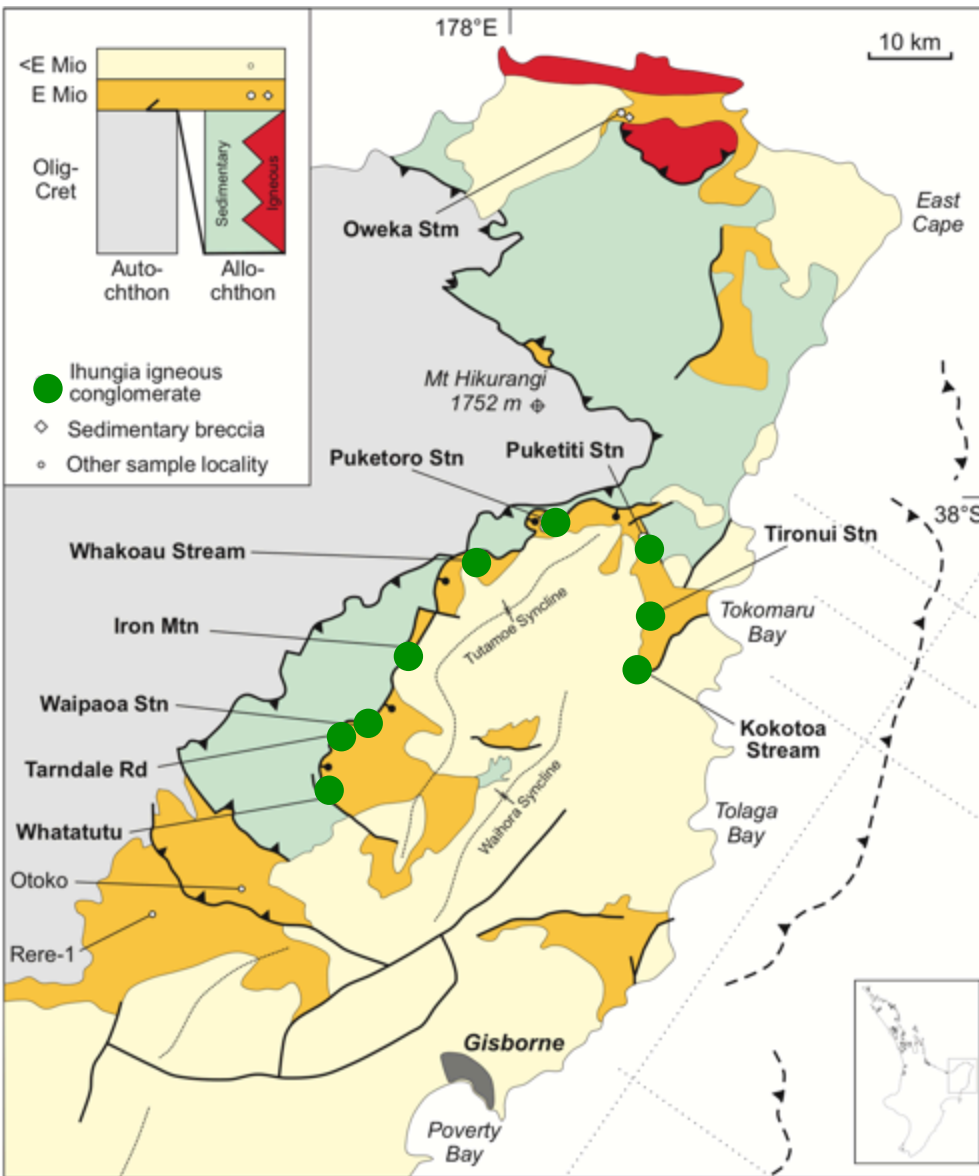 178°E
10 km
<E Mio
E Mio
Olig-
Cret
Sedimentary
Igneous
Auto-
chthon
Allo-
chthon
Ihungia igneous
conglomerate
Sedimentary breccia
Other sample locality
East
Cape
Oweka Stm
Mt Hikurangi
1752 m
Puketoro Stn
Puketiti Stn
38°S
Tironui Stn
Whakoau Stream
Tutamoe Syncline
Tokomaru
Bay
Iron Mtn
Waipaoa Stn
Kokotoa
Stream
Tarndale Rd
Waihora Syncline
Tolaga
Bay
Whatatutu
Otoko
Rere-1
Gisborne
Poverty
Bay